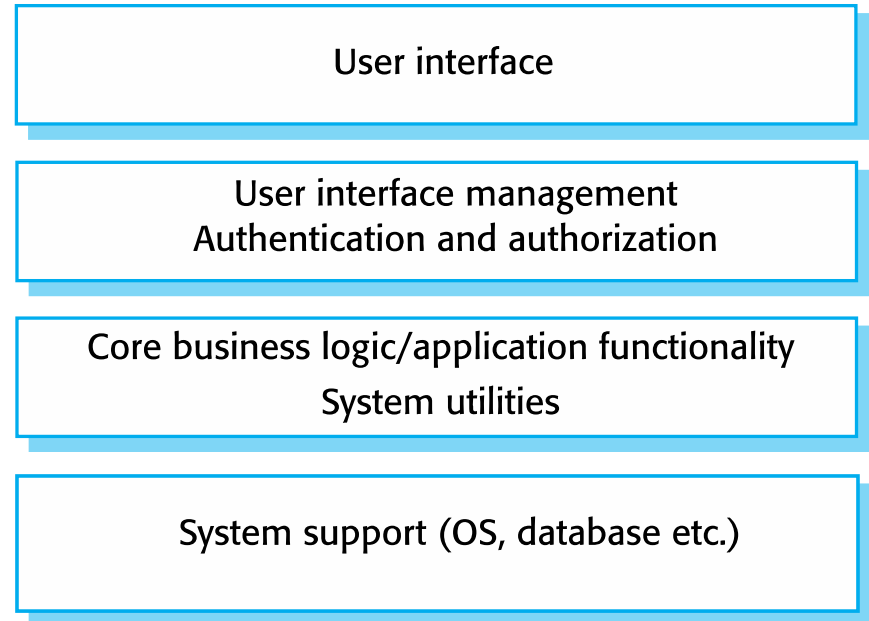 User interface
User interface management
Authentication and authorization
Core business logic/application functionality
System utilities
System support (OS, database etc.)